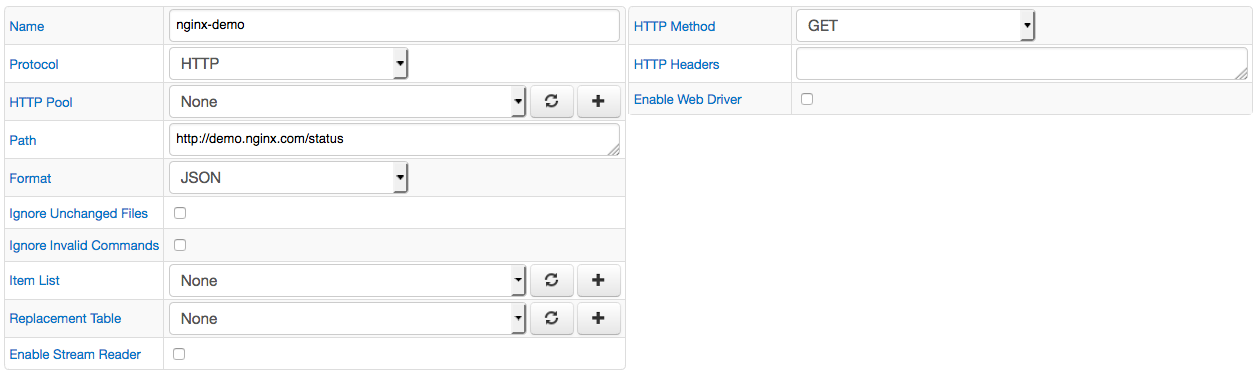 Name nginx-demo
Protocol HTTP
HTTP Pool None
Path http://demo.nginx.com/status
Format JSON
Ignore Unchanged Files
Ignore Invalid Commands
Item List None
Replacement Table None
Enable Stream Reader
HTTP Method GET
HTTP Headers
Enable Web Driver